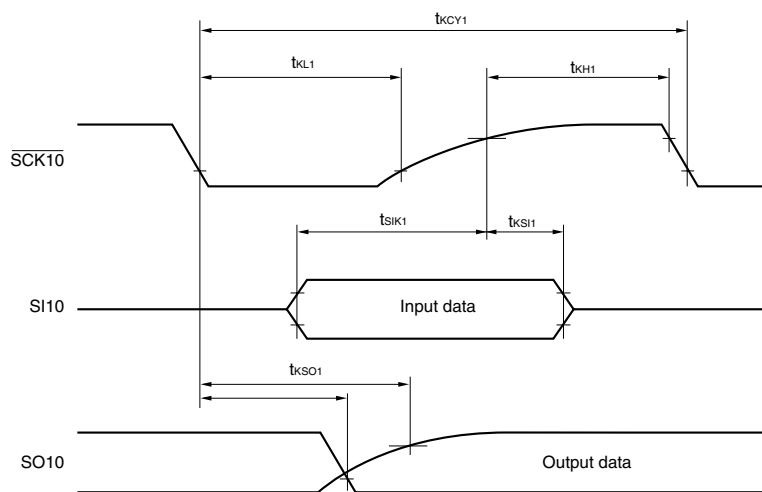 tKCY1
tKL1
tKH1
SCK10
tSIK1
tKSI1
SI10
Input data
tKSO1
SO10
Output data